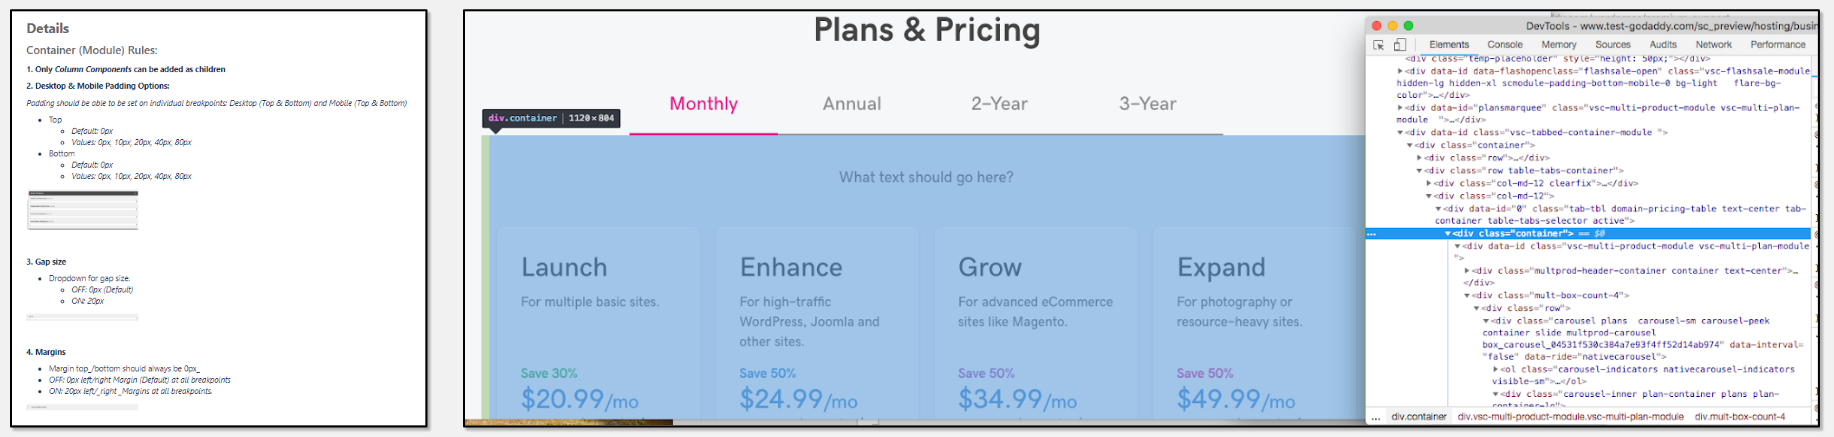 Details
Container (Module) Rules:
1. Only Column Components can be added as children
2. Desktop & Mobile Padding Options:
Padding should be able to be set on individual breakpoints: Desktop (Top & Bottom) and Mobile (Top & Bottom)
Top
Default: 0px
Values: 0px, 10px, 20px, 40px, 80px
Bottom
Default: 0px
Values: 0px, 10px, 20px, 40px, 80px
3. Gap size
Dropdown for gap size.
OFF: 0px (Default)
ON: 20px
4. Margins
Margin top_/bottom should always be 0px_
OFF: 0px left/right Margin (Default) at all breakpoints
ON: 20px left/_right _Margins at all breakpoints.
Plans & Pricing
Monthly Annual 2-Year 3-Year
div.container | 1120×804
What text should go here?
Launch
For multiple basic sites.
Save 30%
$20.99/mo
Enhance
For high-traffic
WordPress, Joomla and
other sites.
Save 50%
$24.99/mo
Grow
For advanced eCommerce
sites like Magento.
Save 50%
$34.99/mo
Expand
For photography or
resource-heavy sites.
Save 50%
$49.99/mo
DevTools - www.test-godaddy.com/sc_preview/hosting/busin
Elements Console Memory Sources Audits Network Performance
<div class="temp-placeholder" style="height: 50px;"></div>
<div data-id data-flashopenclass="flashsale-open" class="vsc-flashsale-module
hidden-lg hidden-xl scmodule-padding-bottom-mobile-0 bg-light flare-bg-
color">…</div>
<div data-id="plansmarquee" class="vsc-multi-product-module vsc-multi-plan-
module ">…</div>
<div data-id class="vsc-tabbed-container-module ">
<div class="container">
<div class="row">…</div>
<div class="row table-tabs-container">
<div class="col-md-12 clearfix">…</div>
<div class="col-md-12">
<div data-id="0" class="tab-tbl domain-pricing-table text-center tab-
container table-tabs-selector active">
… <div class="container"> == $0
<div data-id class="vsc-multi-product-module vsc-multi-plan-module
">
<div class="multprod-header-container container text-center">…
</div>
<div class="mult-box-count-4">
<div class="row">
<div class="carousel plans carousel-sm carousel-peek
container slide multprod-carousel
box_carousel_04531f530c384a7e93f4ff52d14ab974" data-interval=
"false" data-ride="nativecarousel">
<ol class="carousel-indicators nativecarousel-indicators
visible-sm">…</ol>
<div class="carousel-inner plan-container plans plan-
… div.container div.vsc-multi-product-module.vsc-multi-plan-module div.mult-box-count-4